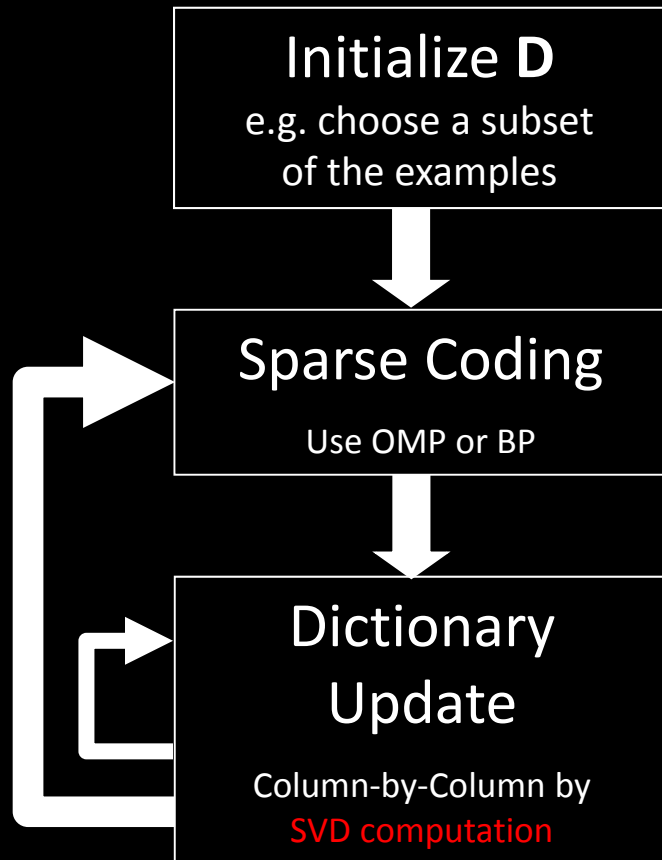 Initialize D
e.g. choose a subset
of the examples
Sparse Coding
Use OMP or BP
Dictionary
Update
Column-by-Column by
SVD computation